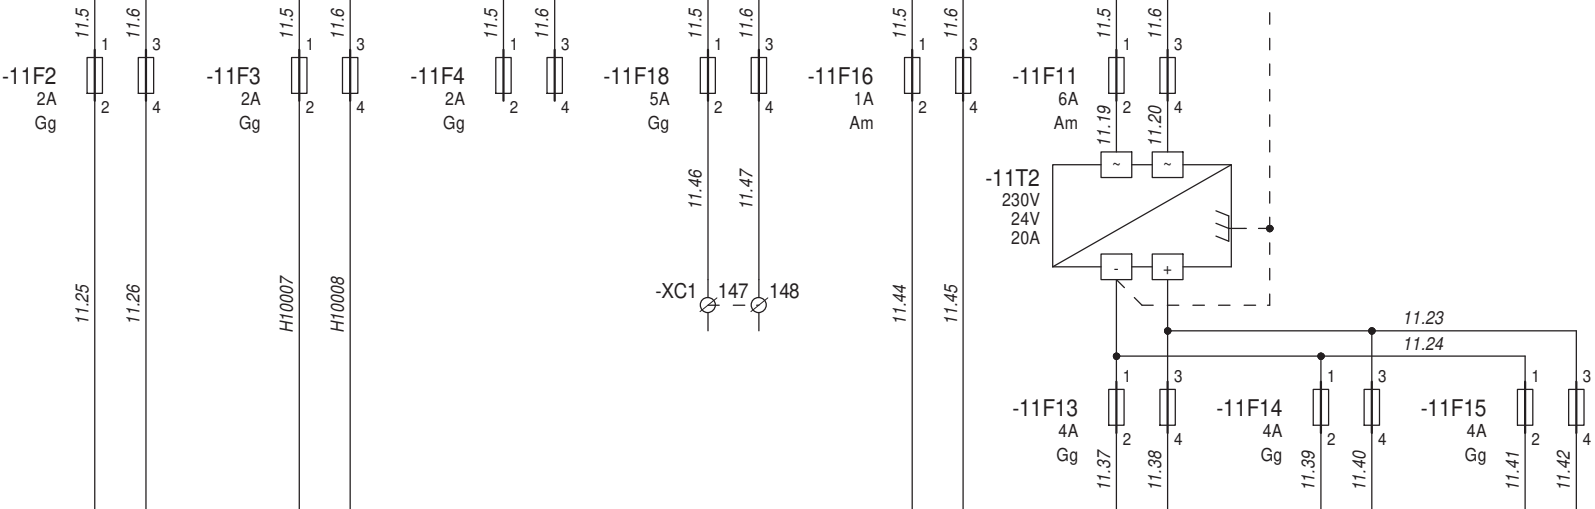 11.5 11.6 11.5 11.6 11.5 11.6 11.5 11.6 11.5 11.6 11.5 11.6
1 3 1 3 1 3 1 3 1 3 1 3
-11F2 -11F3 -11F4 -11F18 -11F16 -11F11
2A 2A 2A 5A 1A 6A
2 4 2 4 2 4 2 4 2 4 2 4
Gg Gg Gg Gg Am Am
11.19 11.20
~ ~
-11T2
230V
24V
20A
11.46 11.47
- +
-XC1 147 148
11.25 11.26 H10007 H10008 11.44 11.45
11.23
11.24
1 3 1 3 1 3
-11F13 -11F14 -11F15
4A 4A 4A
2 4 2 4 2 4
Gg Gg Gg
11.37 11.38 11.39 11.40 11.41 11.42